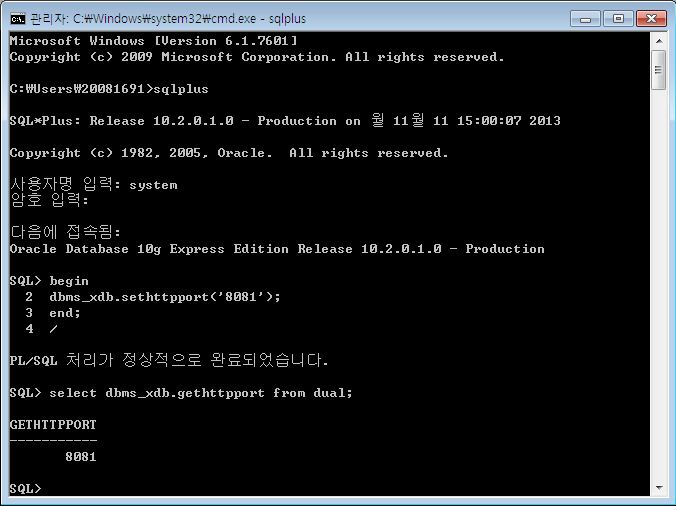 관리자: C:₩Windows₩system32₩cmd.exe - sqlplus
Microsoft Windows [Version 6.1.7601]
Copyright (c) 2009 Microsoft Corporation. All rights reserved.
C:₩Users₩20081691>sqlplus
SQL*Plus: Release 10.2.0.1.0 - Production on 월 11월 11 15:00:07 2013
Copyright (c) 1982, 2005, Oracle.  All rights reserved.
사용자명 입력: system
암호 입력:
다음에 접속됨:
Oracle Database 10g Express Edition Release 10.2.0.1.0 - Production
SQL> begin
  2  dbms_xdb.sethttpport('8081');
  3  end;
  4  /
PL/SQL 처리가 정상적으로 완료되었습니다.
SQL> select dbms_xdb.gethttpport from dual;
GETHTTPPORT
-----------
       8081
SQL>